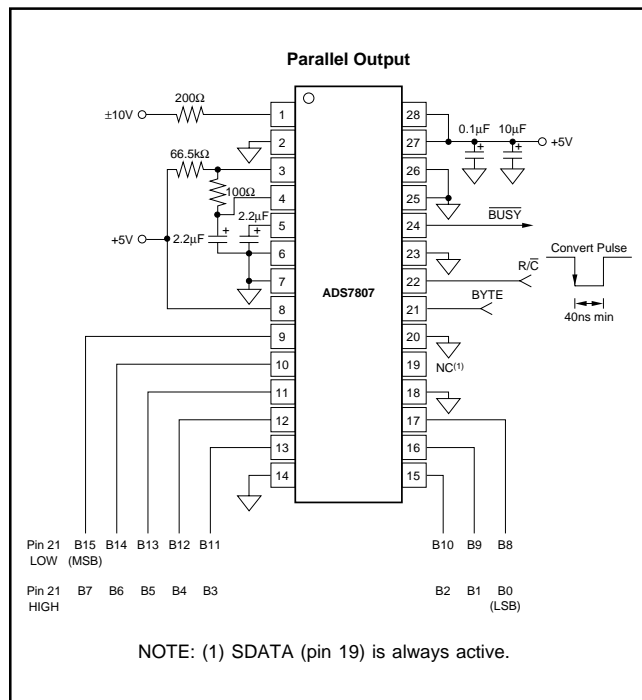 Parallel Output
200Ω
±10V
1
2
66.5kΩ
3
100Ω
4
2.2µF
5
+5V
2.2µF
6
7
8
9
10
11
12
13
14
ADS7807
28
0.1µF
10µF
27
+5V
26
25
BUSY
24
23
Convert Pulse
R/C
22
BYTE
21
40ns min
20
NC(1)
19
18
17
16
15
Pin 21 B15 B14 B13 B12 B11 B10 B9 B8
LOW (MSB)
Pin 21 B7 B6 B5 B4 B3 B2 B1 B0
HIGH (LSB)
NOTE: (1) SDATA (pin 19) is always active.